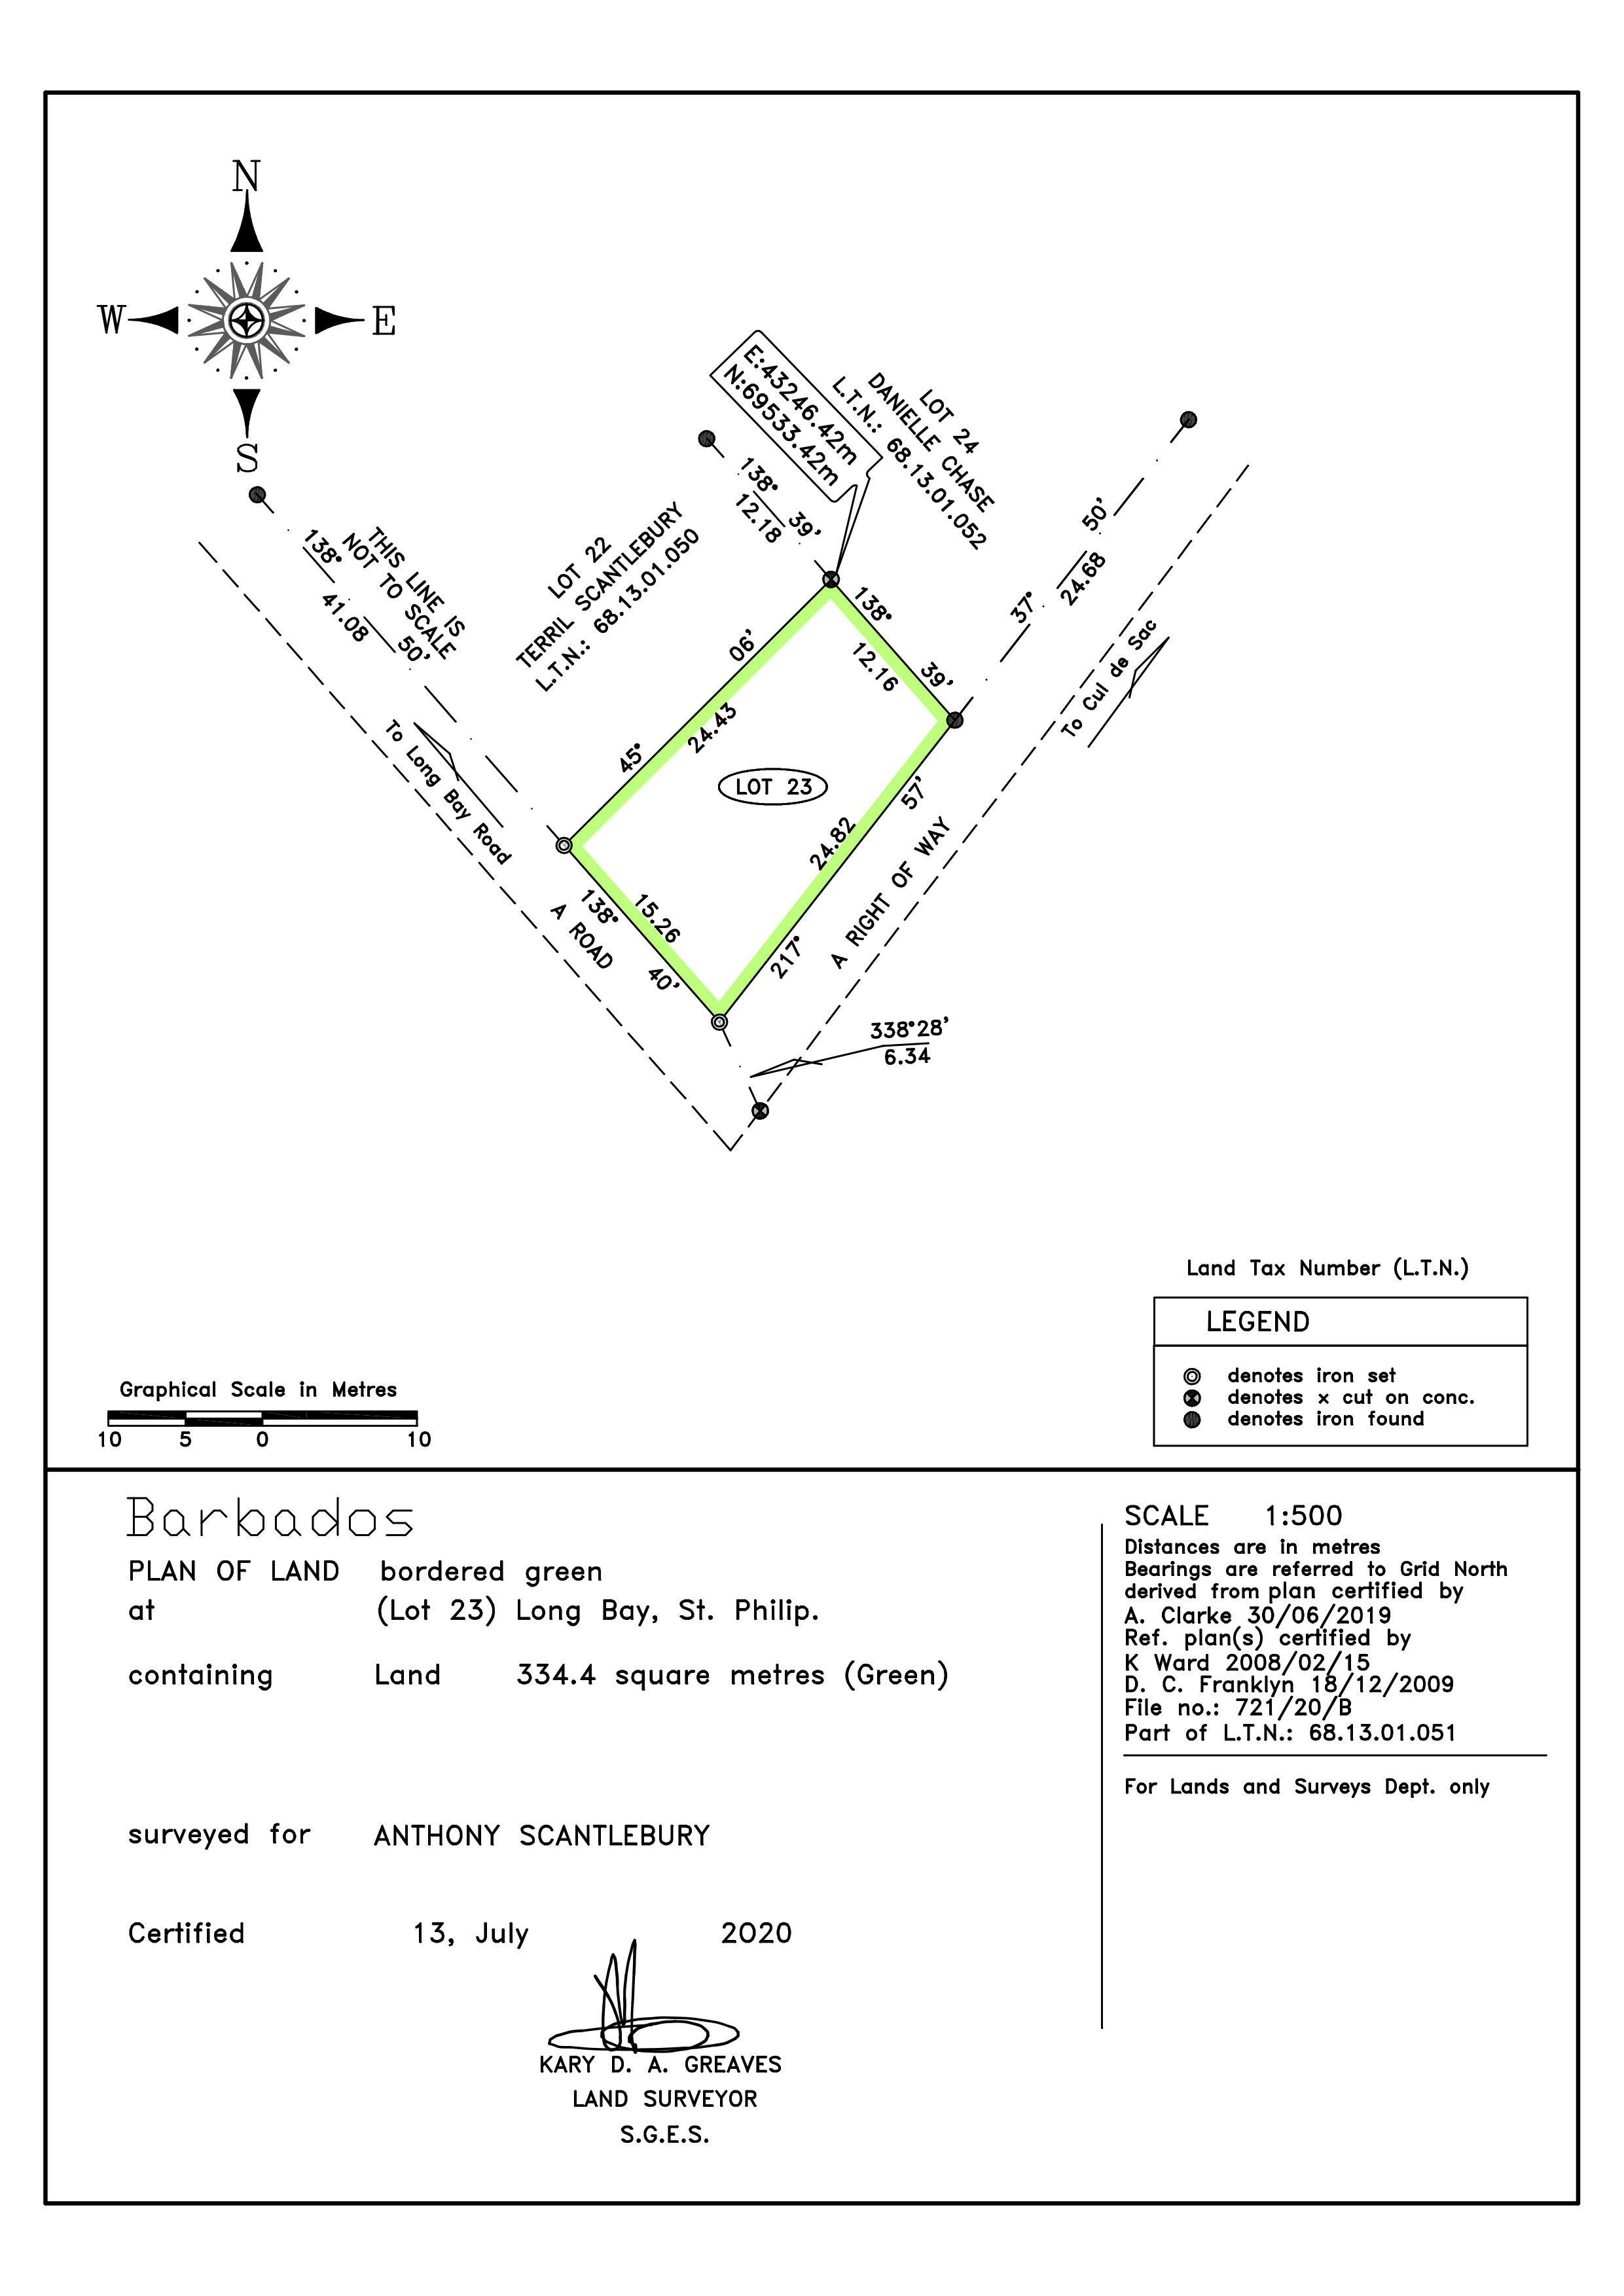 N
W
E
S
E:43246.42m
N:69533.42m
LOT 24
DANIELLE CHASE
L.T.N.: 68.13.01.052
138° 39'
12.18
LOT 22
TERRIL SCANTLEBURY
L.T.N.: 68.13.01.050
THIS LINE IS
NOT TO SCALE
138° 50'
41.08
37° 50'
24.68
138° 39'
12.16
45° 06'
24.43
LOT 23
217° 57'
24.82
138° 40'
15.26
To Long Bay Road
A ROAD
To Cul de Sac
A RIGHT OF WAY
338°28'
6.34
Land Tax Number (L.T.N.)
LEGEND
denotes iron set
denotes x cut on conc.
denotes iron found
Graphical Scale in Metres
10 5 0 10
Barbados
PLAN OF LAND bordered green
at (Lot 23) Long Bay, St. Philip.
containing Land 334.4 square metres (Green)
surveyed for ANTHONY SCANTLEBURY
Certified 13, July 2020
KARY D. A. GREAVES
LAND SURVEYOR
S.G.E.S.
SCALE 1:500
Distances are in metres
Bearings are referred to Grid North
derived from plan certified by
A. Clarke 30/06/2019
Ref. plan(s) certified by
K Ward 2008/02/15
D. C. Franklyn 18/12/2009
File no.: 721/20/B
Part of L.T.N.: 68.13.01.051
For Lands and Surveys Dept. only